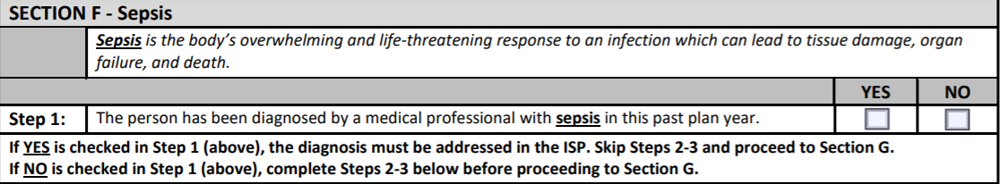 SECTION F - Sepsis
Sepsis is the body's overwhelming and life-threatening response to an infection which can lead to tissue damage, organ
failure, and death.
YES NO
Step 1: The person has been diagnosed by a medical professional with sepsis in this past plan year.
If YES is checked in Step 1 (above), the diagnosis must be addressed in the ISP. Skip Steps 2-3 and proceed to Section G.
If NO is checked in Step 1 (above), complete Steps 2-3 below before proceeding to Section G.